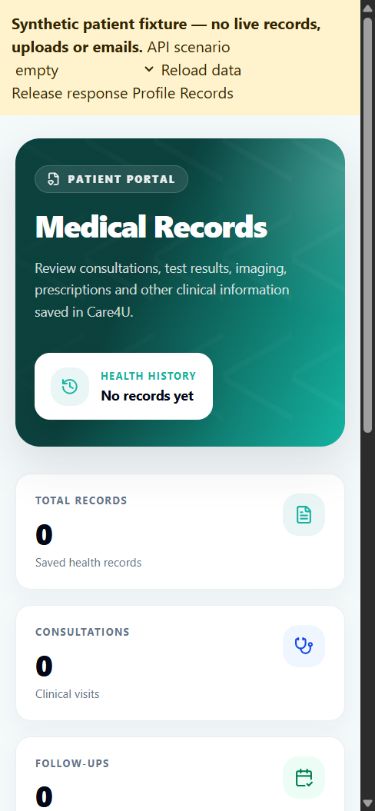 Synthetic patient fixture — no live records,
uploads or emails. API scenario
empty Reload data
Release response Profile Records
PATIENT PORTAL
Medical Records
Review consultations, test results, imaging,
prescriptions and other clinical information
saved in Care4U.
HEALTH HISTORY
No records yet
TOTAL RECORDS
0
Saved health records
CONSULTATIONS
0
Clinical visits
FOLLOW-UPS
0